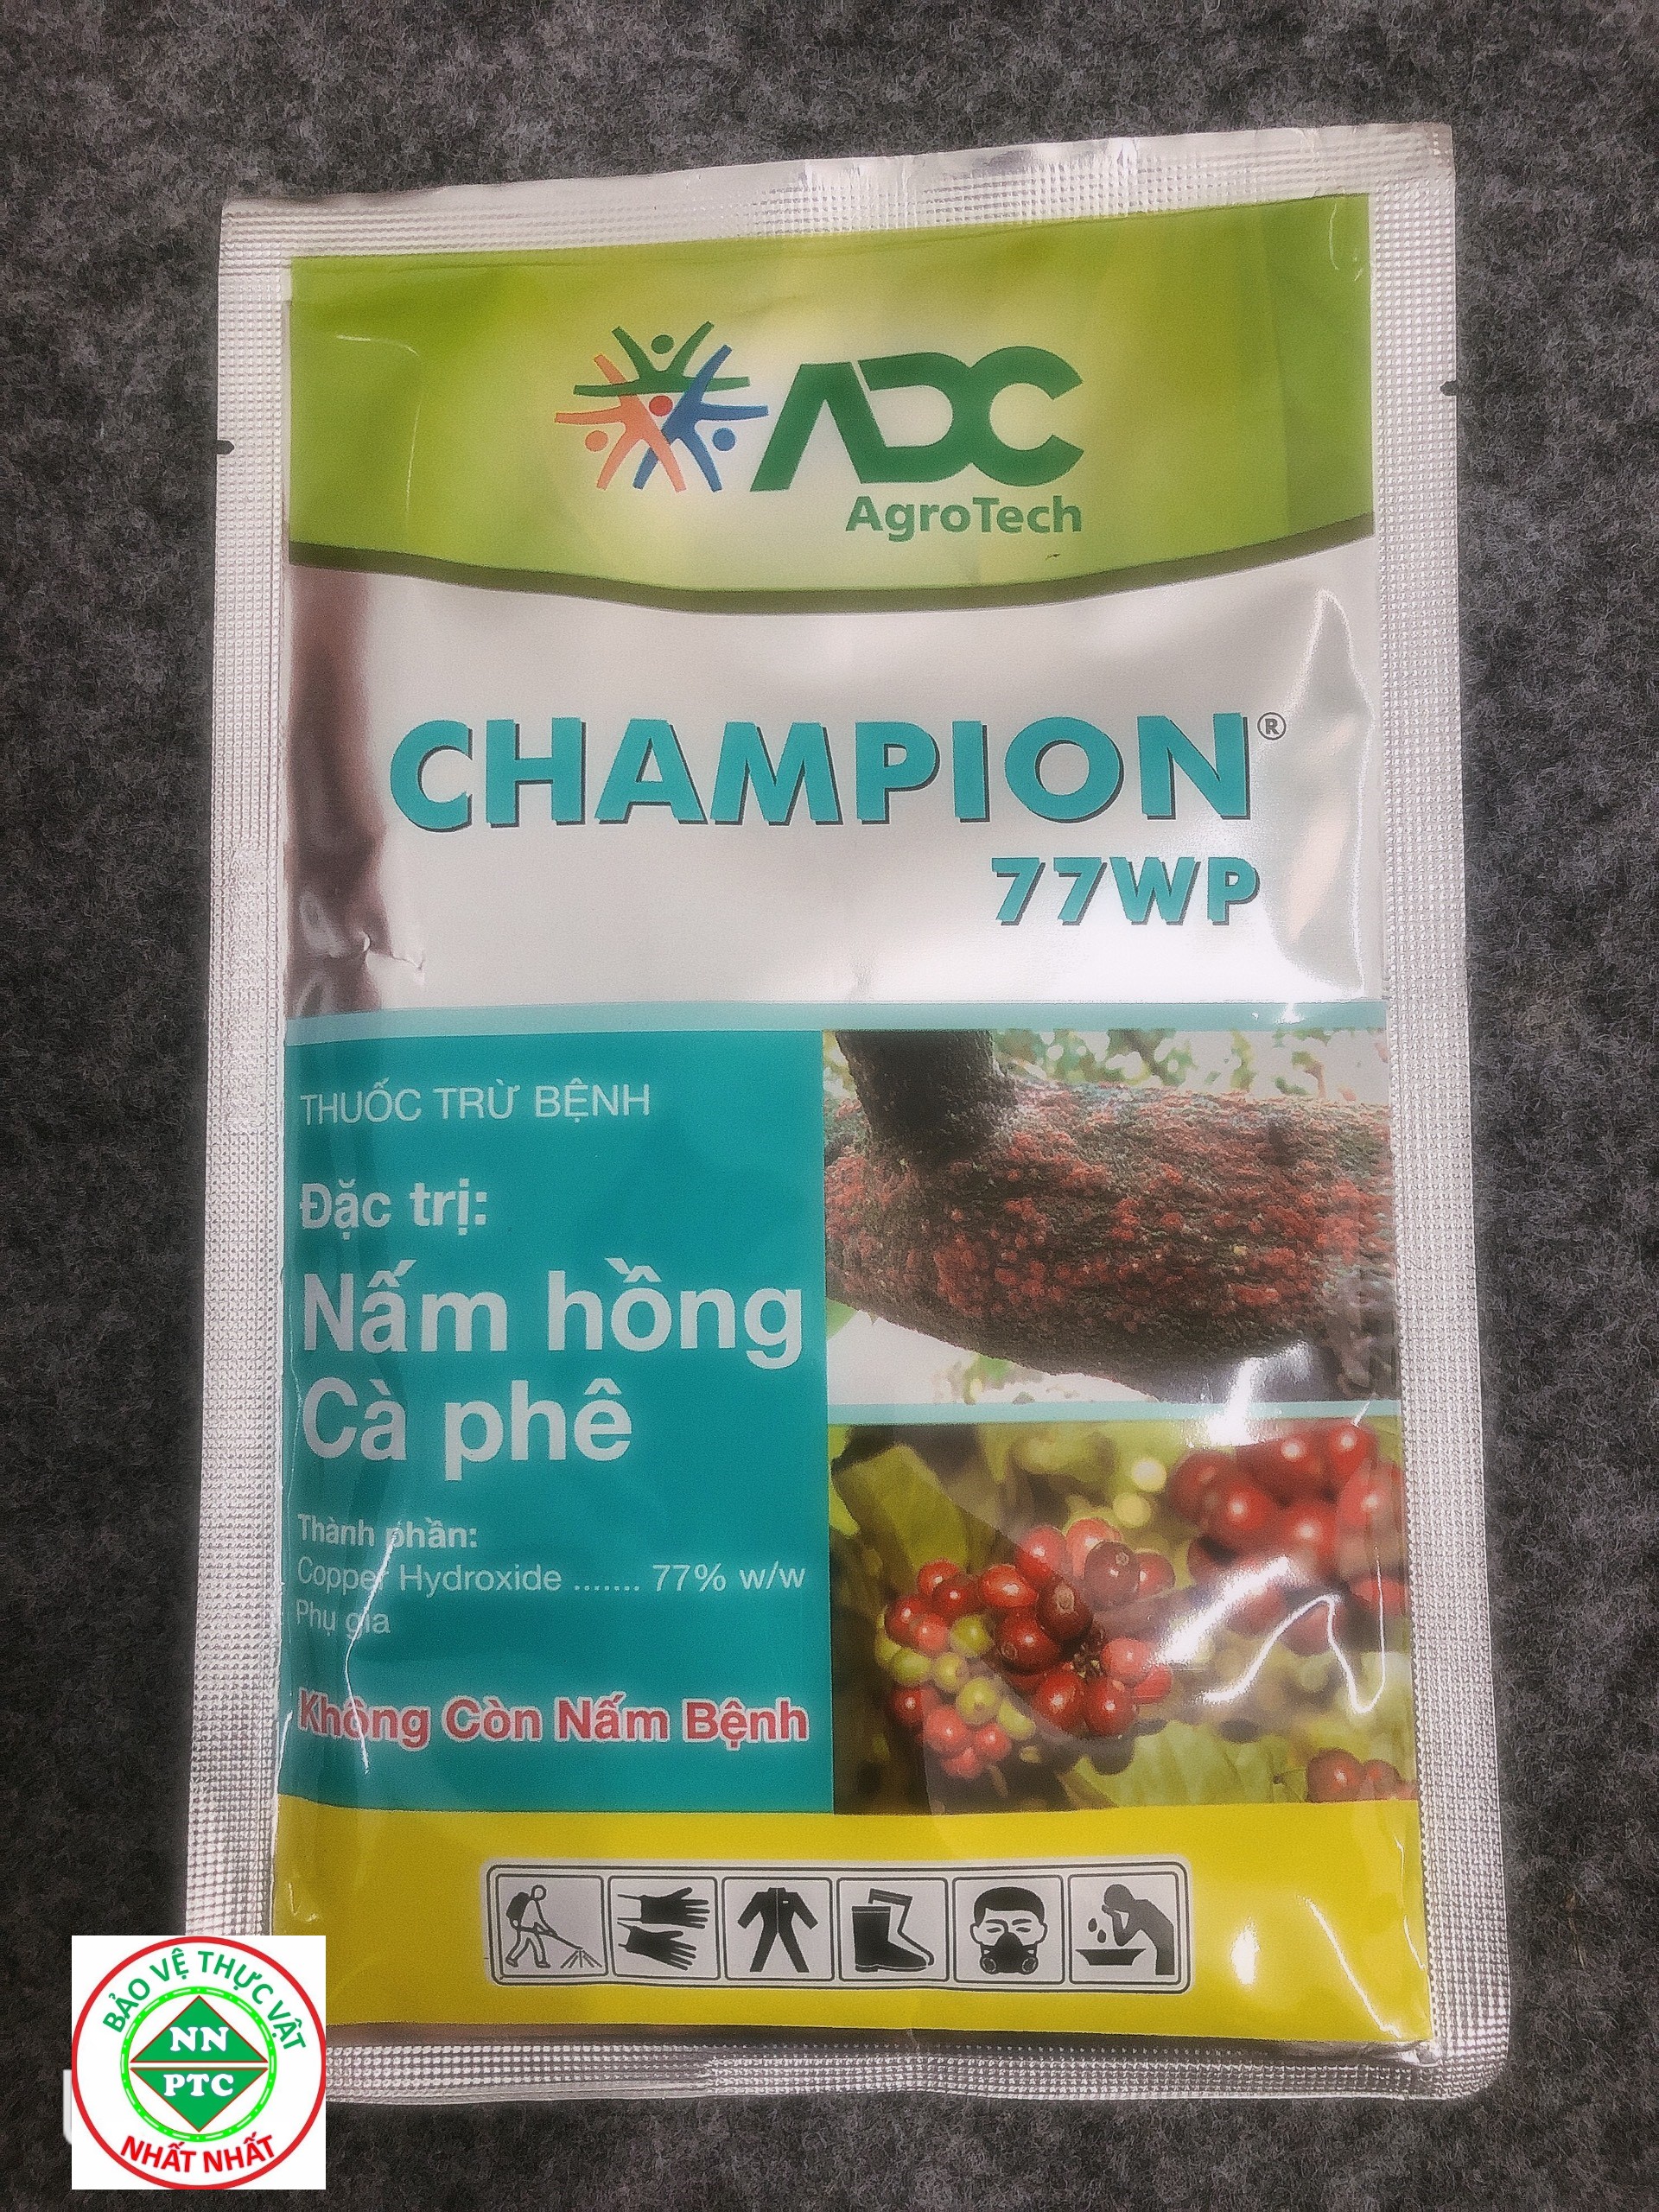 ADC
AgroTech
CHAMPION®
77WP
THUỐC TRỪ BỆNH
Đặc trị:
Nấm hồng
Cà phê
Thành phần:
Copper Hydroxide ....... 77% w/w
Phụ gia
Không Còn Nấm Bệnh
BẢO VỆ THỰC VẬT
NN
PTC
NHẤT NHẤT